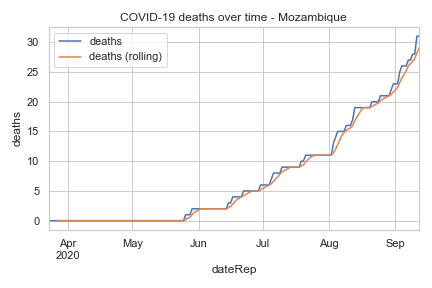 COVID-19 deaths over time - Mozambique
deaths
deaths (rolling)
30
25
20
15
10
5
0
deaths
Apr
2020
May
Jun
Jul
Aug
Sep
dateRep